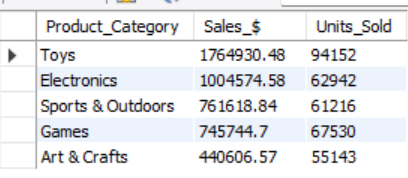 Product_Category Sales_$ Units_Sold
Toys 1764930.48 94152
Electronics 1004574.58 62942
Sports & Outdoors 761618.84 61216
Games 745744.7 67530
Art & Crafts 440606.57 55143